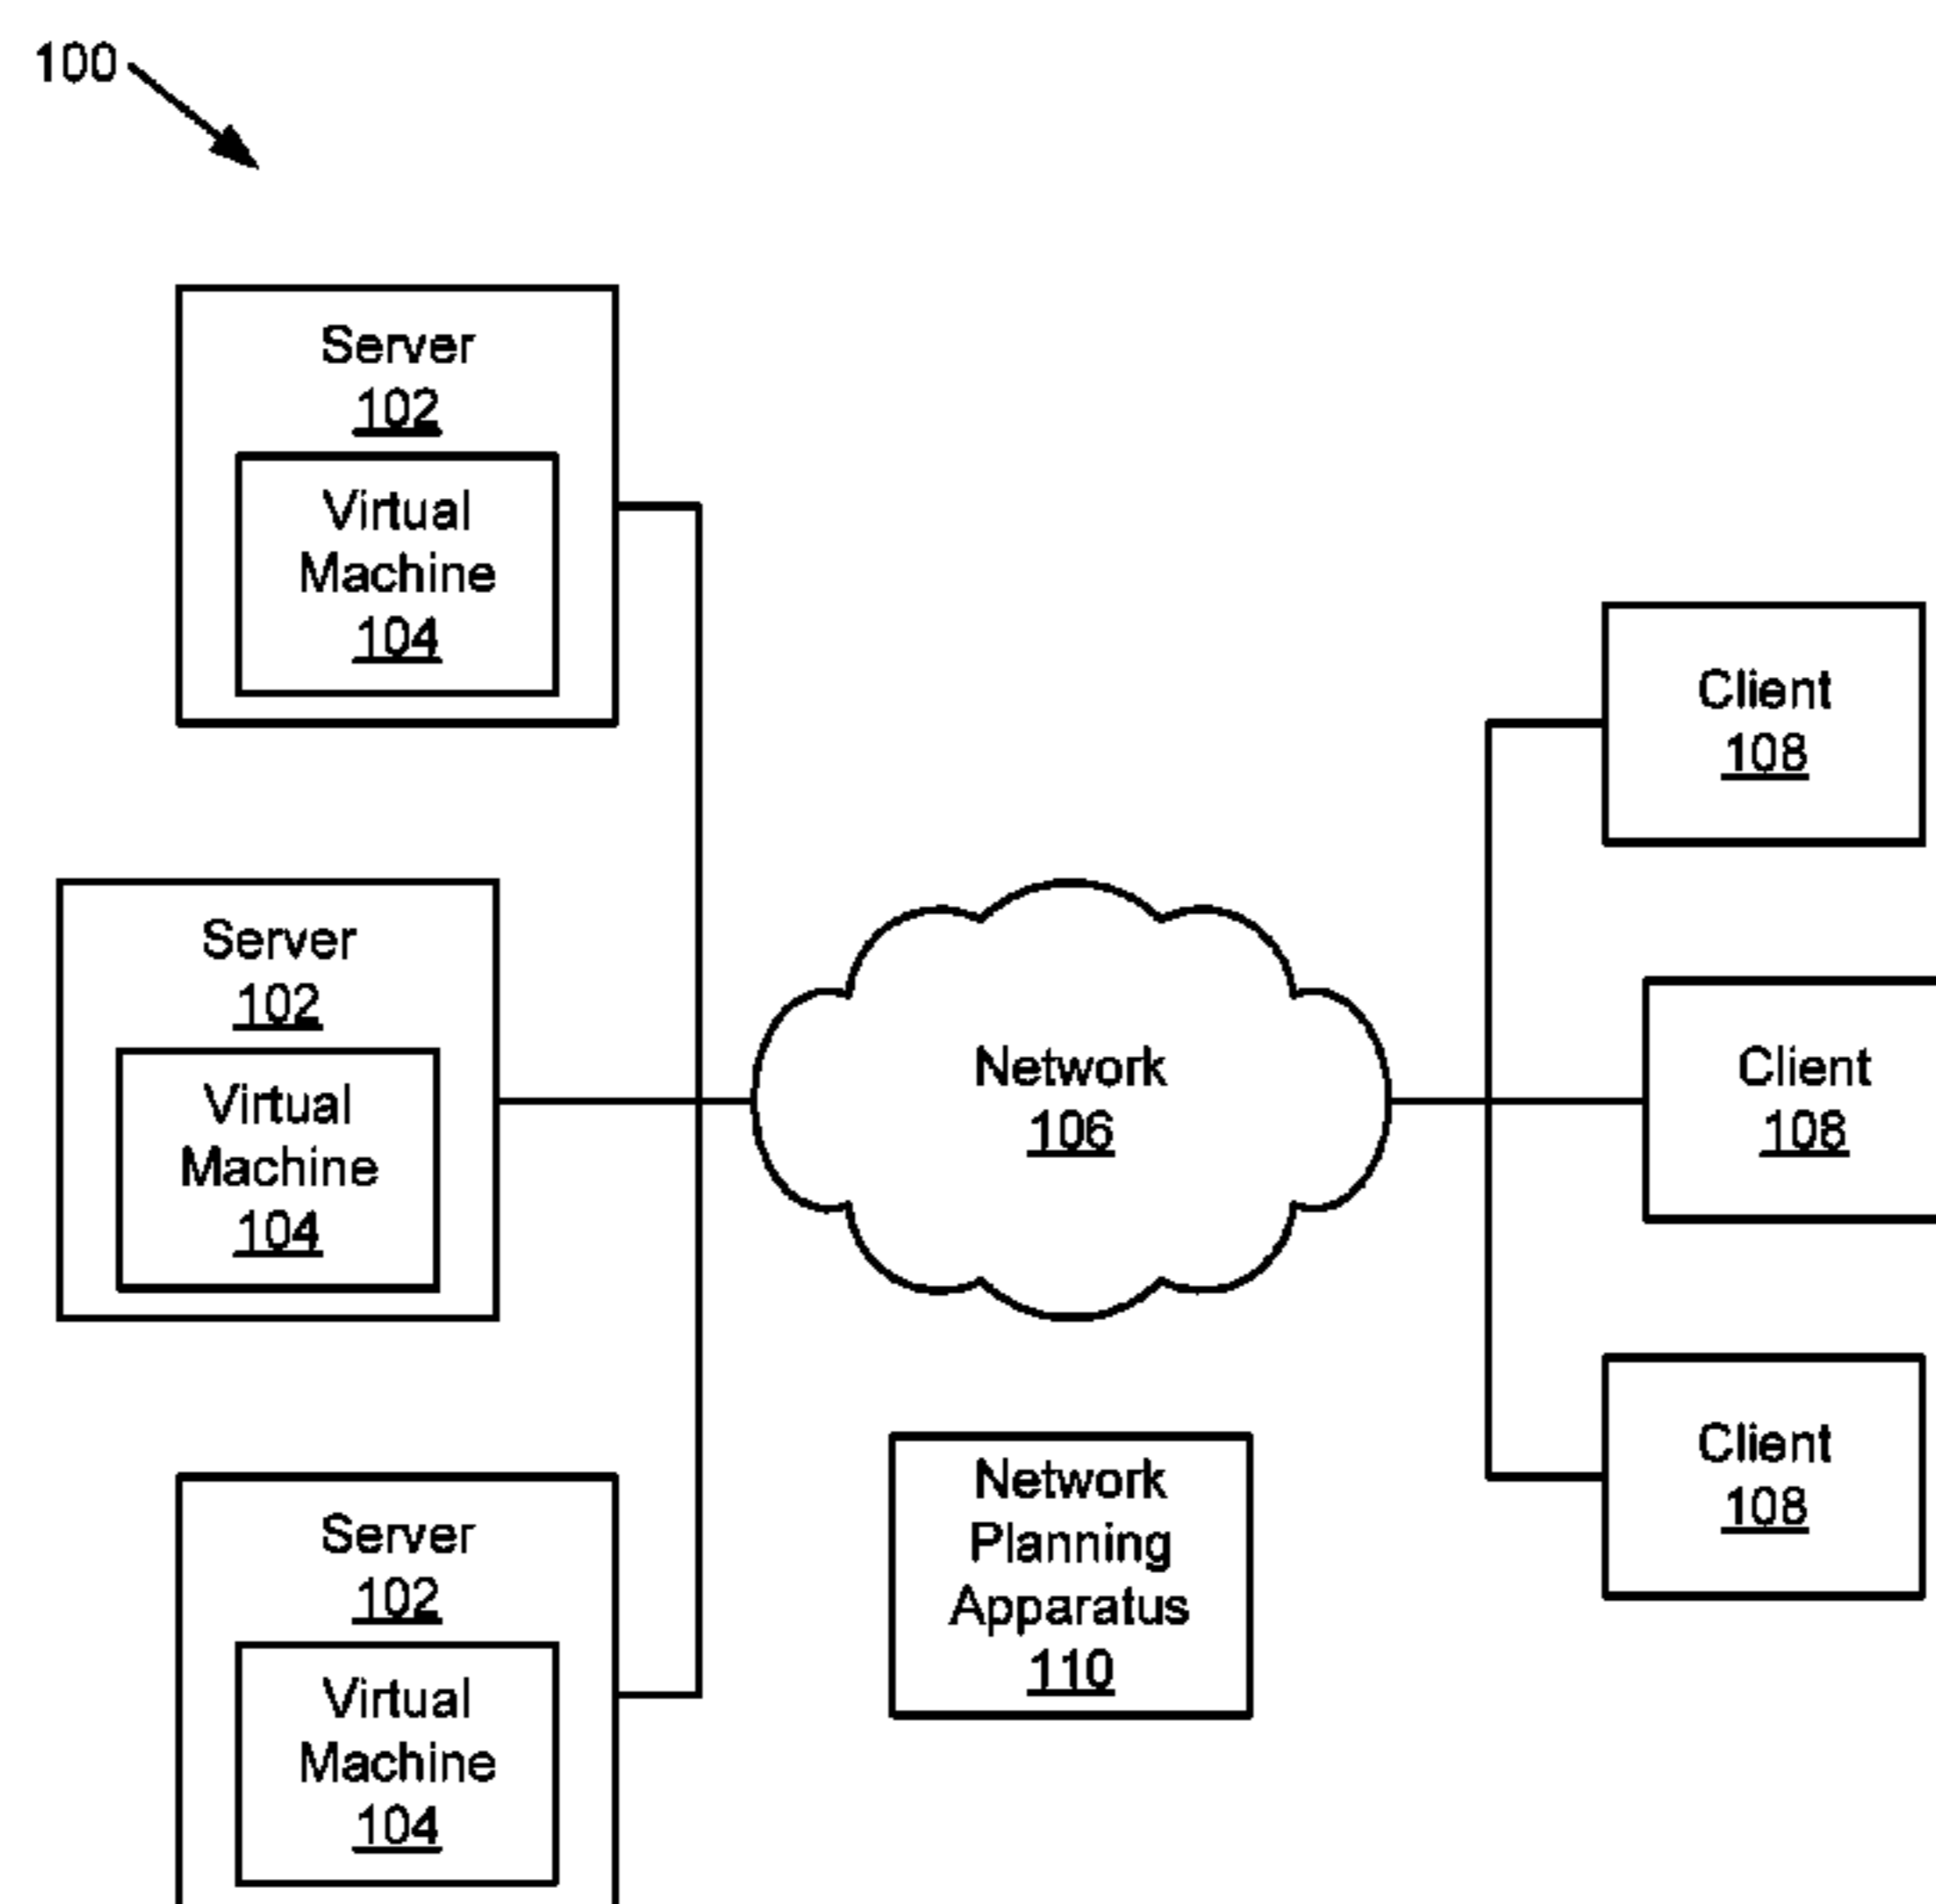 100
Server
102
Virtual
Machine
104
Server
102
Virtual
Machine
104
Server
102
Virtual
Machine
104
Network
106
Network
Planning
Apparatus
110
Client
108
Client
108
Client
108